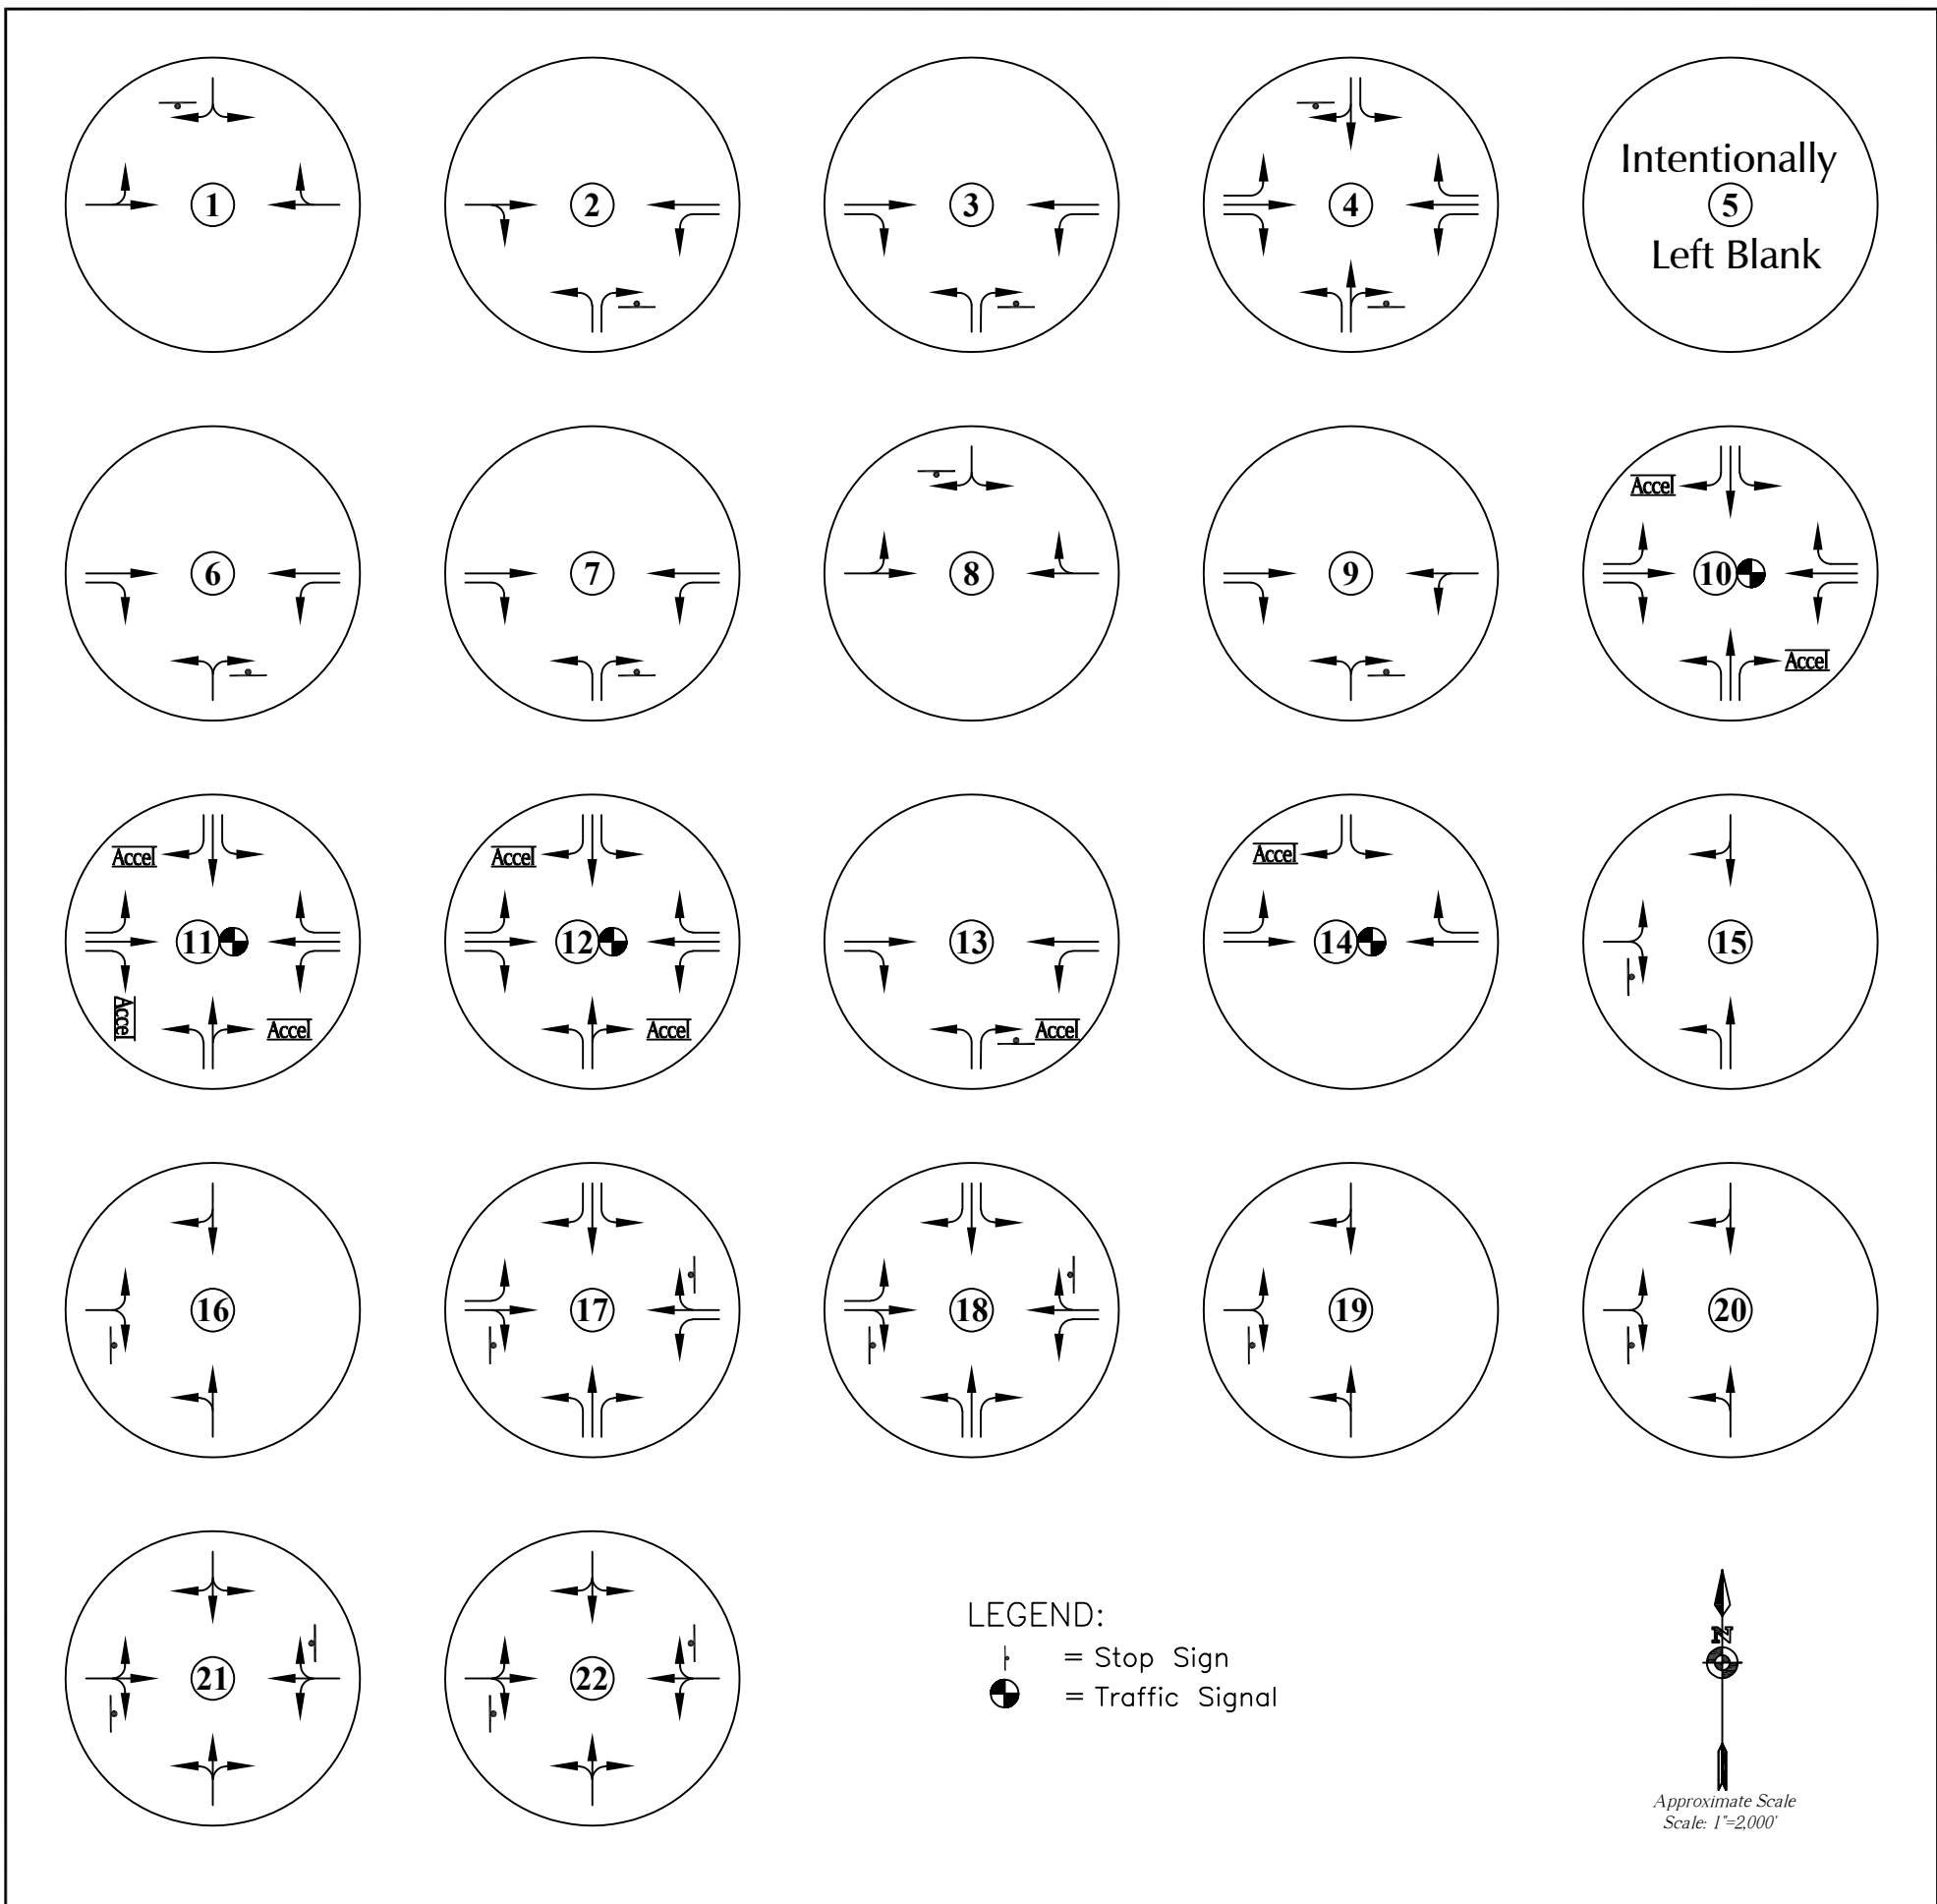 1
2
3
4
Intentionally
5
Left Blank
6
7
8
9
Accel
10
Accel
Accel
11
Accel
Accel
Accel
12
Accel
13
Accel
Accel
14
15
16
17
18
19
20
21
22
LEGEND:
= Stop Sign
= Traffic Signal
N
Approximate Scale
Scale: 1"=2,000'